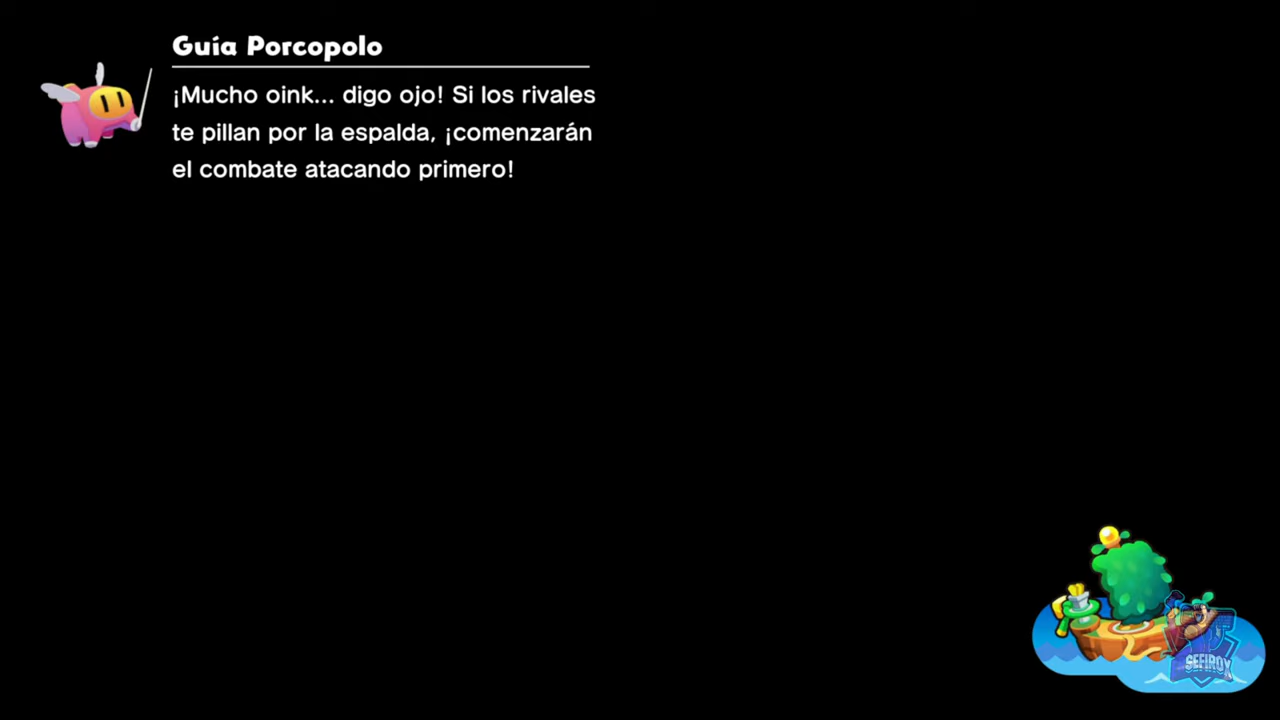 Guía Porcopolo
¡Mucho oink... digo ojo! Si los rivales
te pillan por la espalda, ¡comenzarán
el combate atacando primero!
SEFIROX